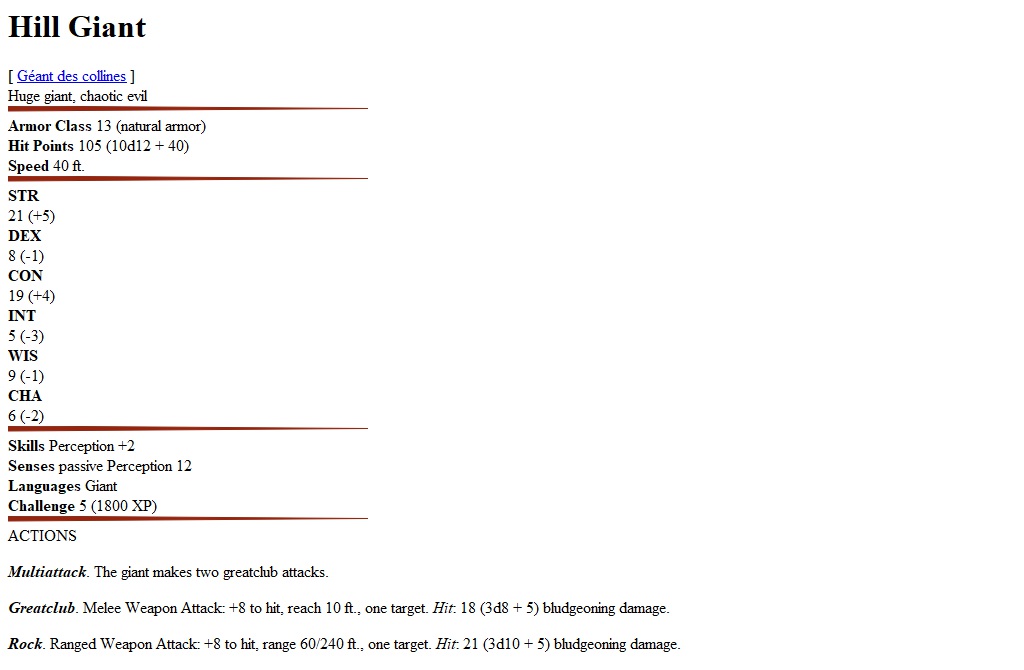 Hill Giant
[ Géant des collines ]
Huge giant, chaotic evil
Armor Class 13 (natural armor)
Hit Points 105 (10d12 + 40)
Speed 40 ft.
STR
21 (+5)
DEX
8 (-1)
CON
19 (+4)
INT
5 (-3)
WIS
9 (-1)
CHA
6 (-2)
Skills Perception +2
Senses passive Perception 12
Languages Giant
Challenge 5 (1800 XP)
ACTIONS
Multiattack. The giant makes two greatclub attacks.
Greatclub. Melee Weapon Attack: +8 to hit, reach 10 ft., one target. Hit: 18 (3d8 + 5) bludgeoning damage.
Rock. Ranged Weapon Attack: +8 to hit, range 60/240 ft., one target. Hit: 21 (3d10 + 5) bludgeoning damage.